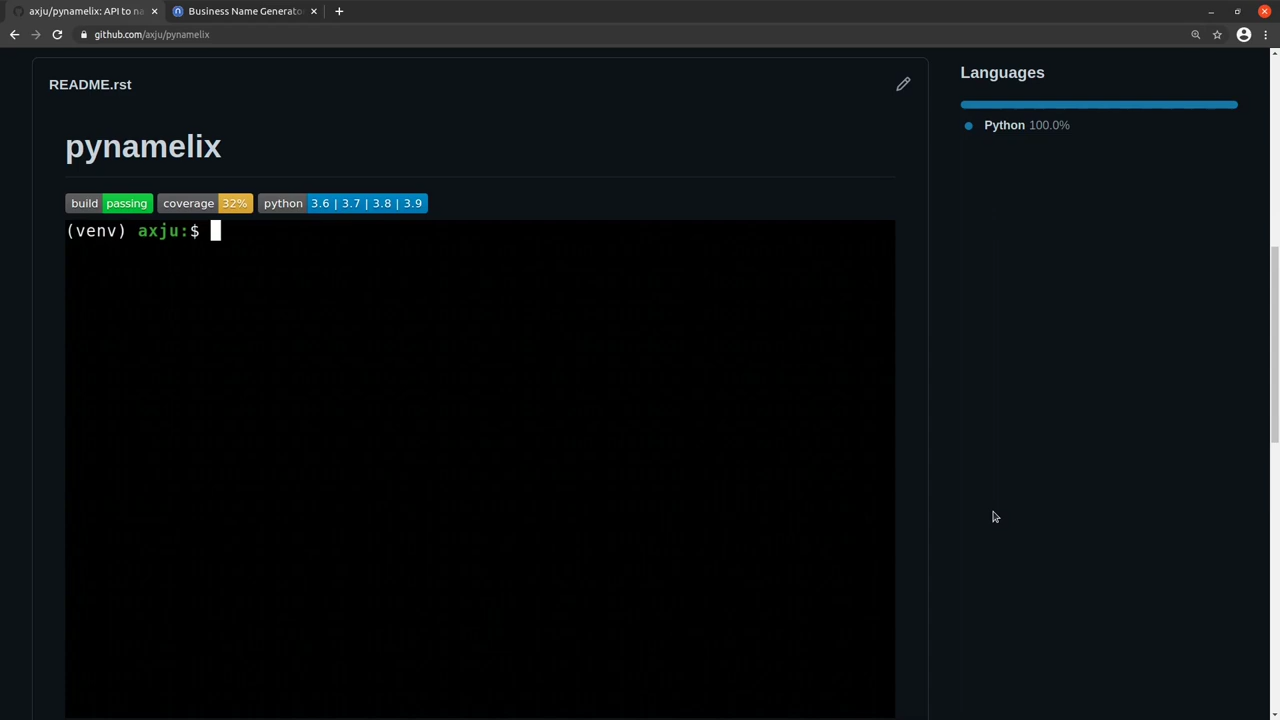 axju/pynamelix: API to na
Business Name Generato
github.com/axju/pynamelix
README.rst
Languages
Python 100.0%
pynamelix
build passing coverage 32% python 3.6 | 3.7 | 3.8 | 3.9
(venv) axju:$